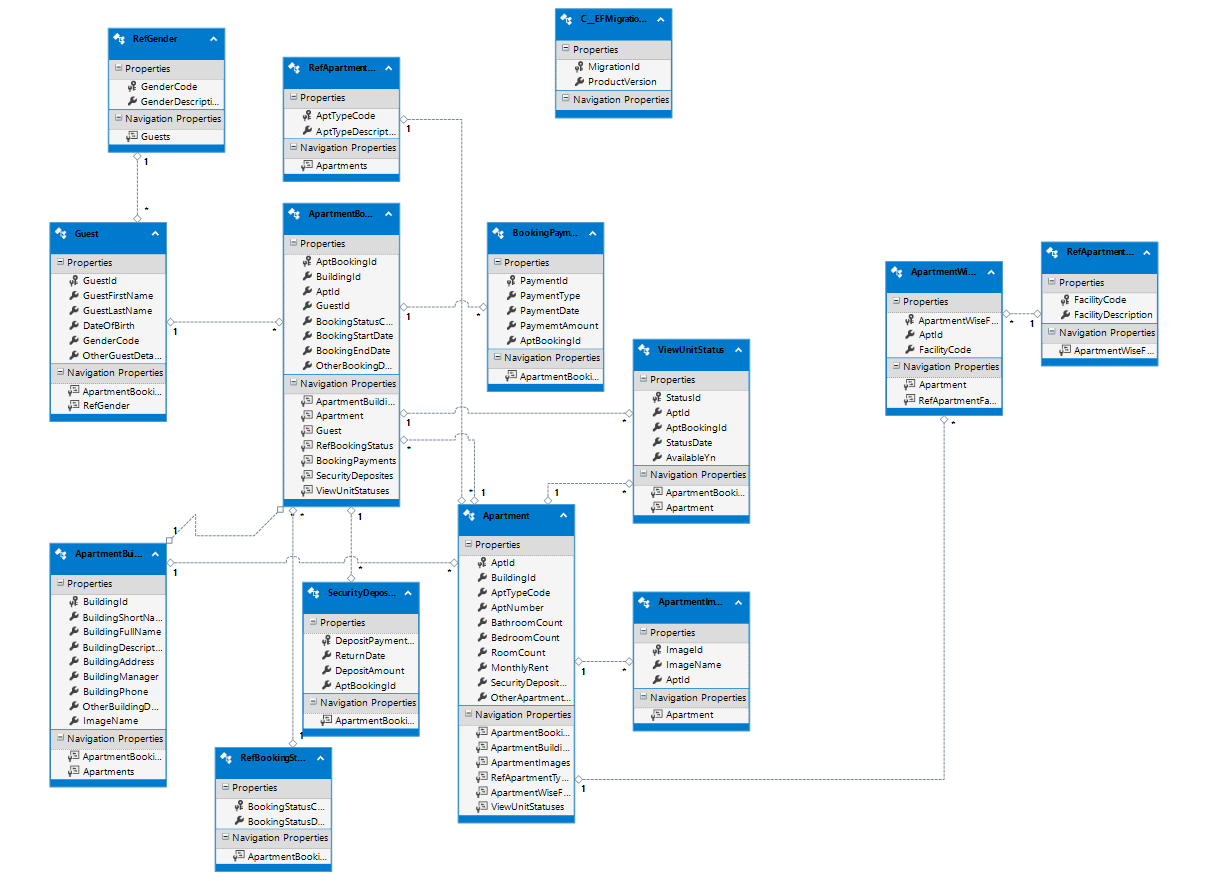 C__EFMigratio...
Properties
MigrationId
ProductVersion
Navigation Properties
RefGender
Properties
GenderCode
GenderDescripti...
Navigation Properties
Guests
1
*
RefApartment...
Properties
AptTypeCode
AptTypeDescript...
Navigation Properties
Apartments
1
*
Guest
Properties
GuestId
GuestFirstName
GuestLastName
DateOfBirth
GenderCode
OtherGuestDeta...
Navigation Properties
ApartmentBooki...
RefGender
1
*
ApartmentBo...
Properties
AptBookingId
BuildingId
AptId
GuestId
BookingStatusC...
BookingStartDate
BookingEndDate
OtherBookingD...
Navigation Properties
ApartmentBuildi...
Apartment
Guest
RefBookingStatus
BookingPayments
SecurityDeposites
ViewUnitStatuses
1
*
1
*
*
1
BookingPaym...
Properties
PaymentId
PaymentType
PaymentDate
PaymemtAmount
AptBookingId
Navigation Properties
ApartmentBooki...
ViewUnitStatus
Properties
StatusId
AptId
AptBookingId
StatusDate
AvailableYn
Navigation Properties
ApartmentBooki...
Apartment
1
*
ApartmentWi...
Properties
ApartmentWiseF...
AptId
FacilityCode
Navigation Properties
Apartment
RefApartmentFa...
*
1
*
RefApartment...
Properties
FacilityCode
FacilityDescription
Navigation Properties
ApartmentWiseF...
ApartmentBui...
Properties
BuildingId
BuildingShortNa...
BuildingFullName
BuildingDescript...
BuildingAddress
BuildingManager
BuildingPhone
OtherBuildingD...
ImageName
Navigation Properties
ApartmentBooki...
Apartments
1
*
1
*
SecurityDepos...
Properties
DepositPayment...
ReturnDate
DepositAmount
AptBookingId
Navigation Properties
ApartmentBooki...
1
*
RefBookingSt...
Properties
BookingStatusC...
BookingStatusD...
Navigation Properties
ApartmentBooki...
1
*
Apartment
Properties
AptId
BuildingId
AptTypeCode
AptNumber
BathroomCount
BedroomCount
RoomCount
MonthlyRent
SecurityDeposit...
OtherApartment...
Navigation Properties
ApartmentBooki...
ApartmentBuildi...
ApartmentImages
RefApartmentTy...
ApartmentWiseF...
ViewUnitStatuses
1
*
1
ApartmentIm...
Properties
ImageId
ImageName
AptId
Navigation Properties
Apartment